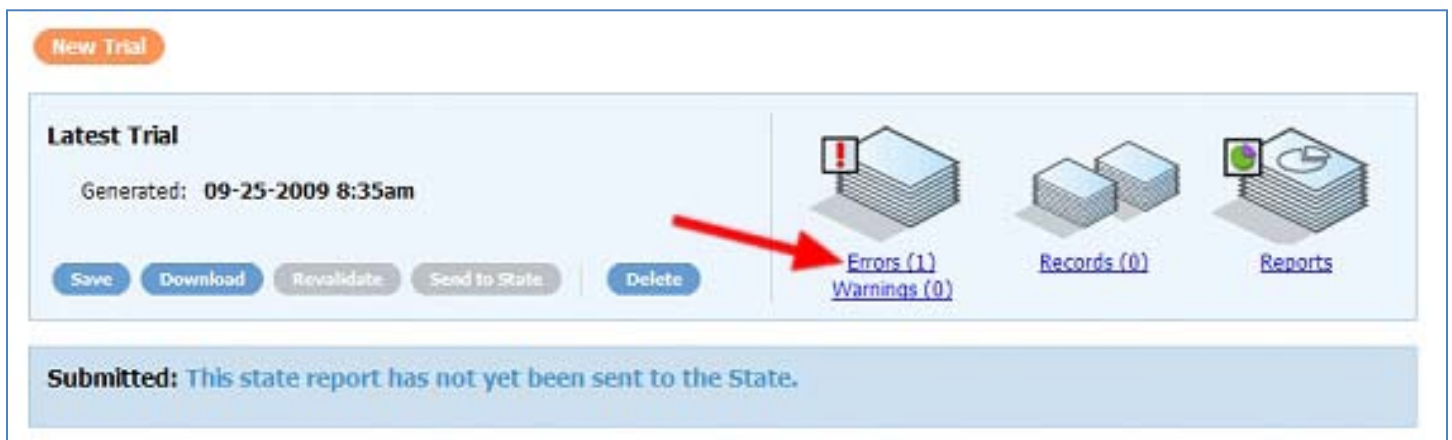 New Trial
Latest Trial
Generated: 09-25-2009 8:35am
Save Download Revalidate Send to State Delete
Errors (1) Records (0) Reports
Warnings (0)
Submitted: This state report has not yet been sent to the State.